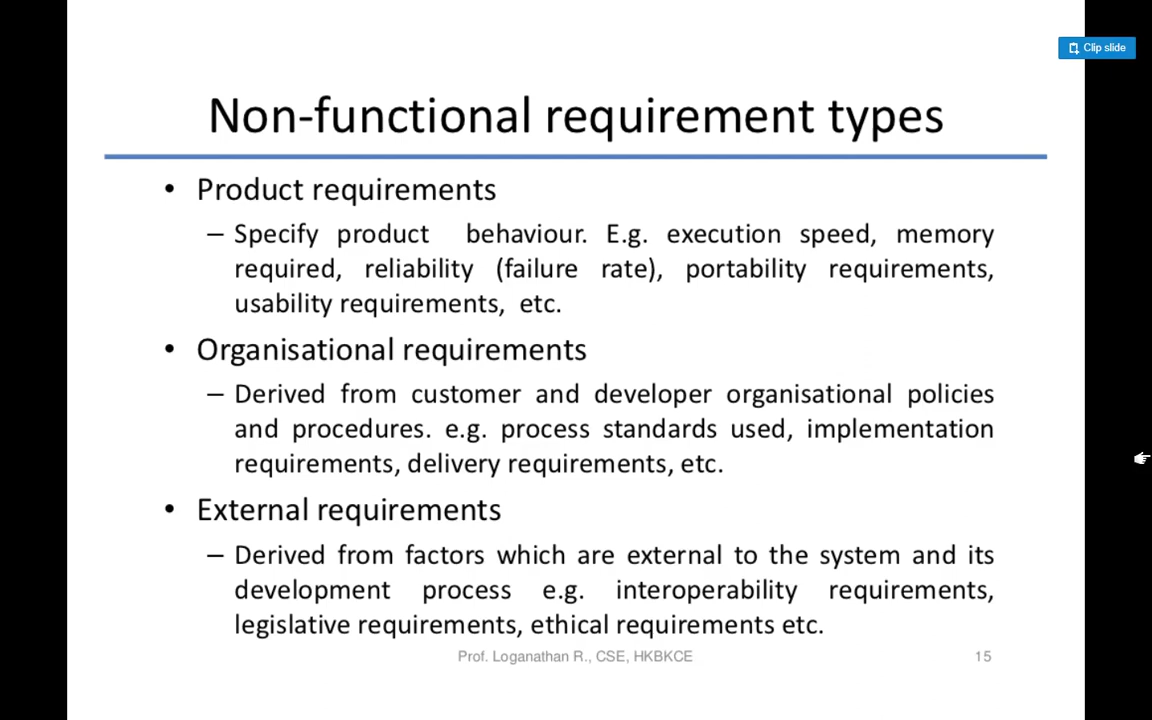 Clip slide
Non-functional requirement types
• Product requirements
– Specify product behaviour. E.g. execution speed, memory
required, reliability (failure rate), portability requirements,
usability requirements, etc.
• Organisational requirements
– Derived from customer and developer organisational policies
and procedures. e.g. process standards used, implementation
requirements, delivery requirements, etc.
• External requirements
– Derived from factors which are external to the system and its
development process e.g. interoperability requirements,
legislative requirements, ethical requirements etc.
Prof. Loganathan R., CSE, HKBKCE 15